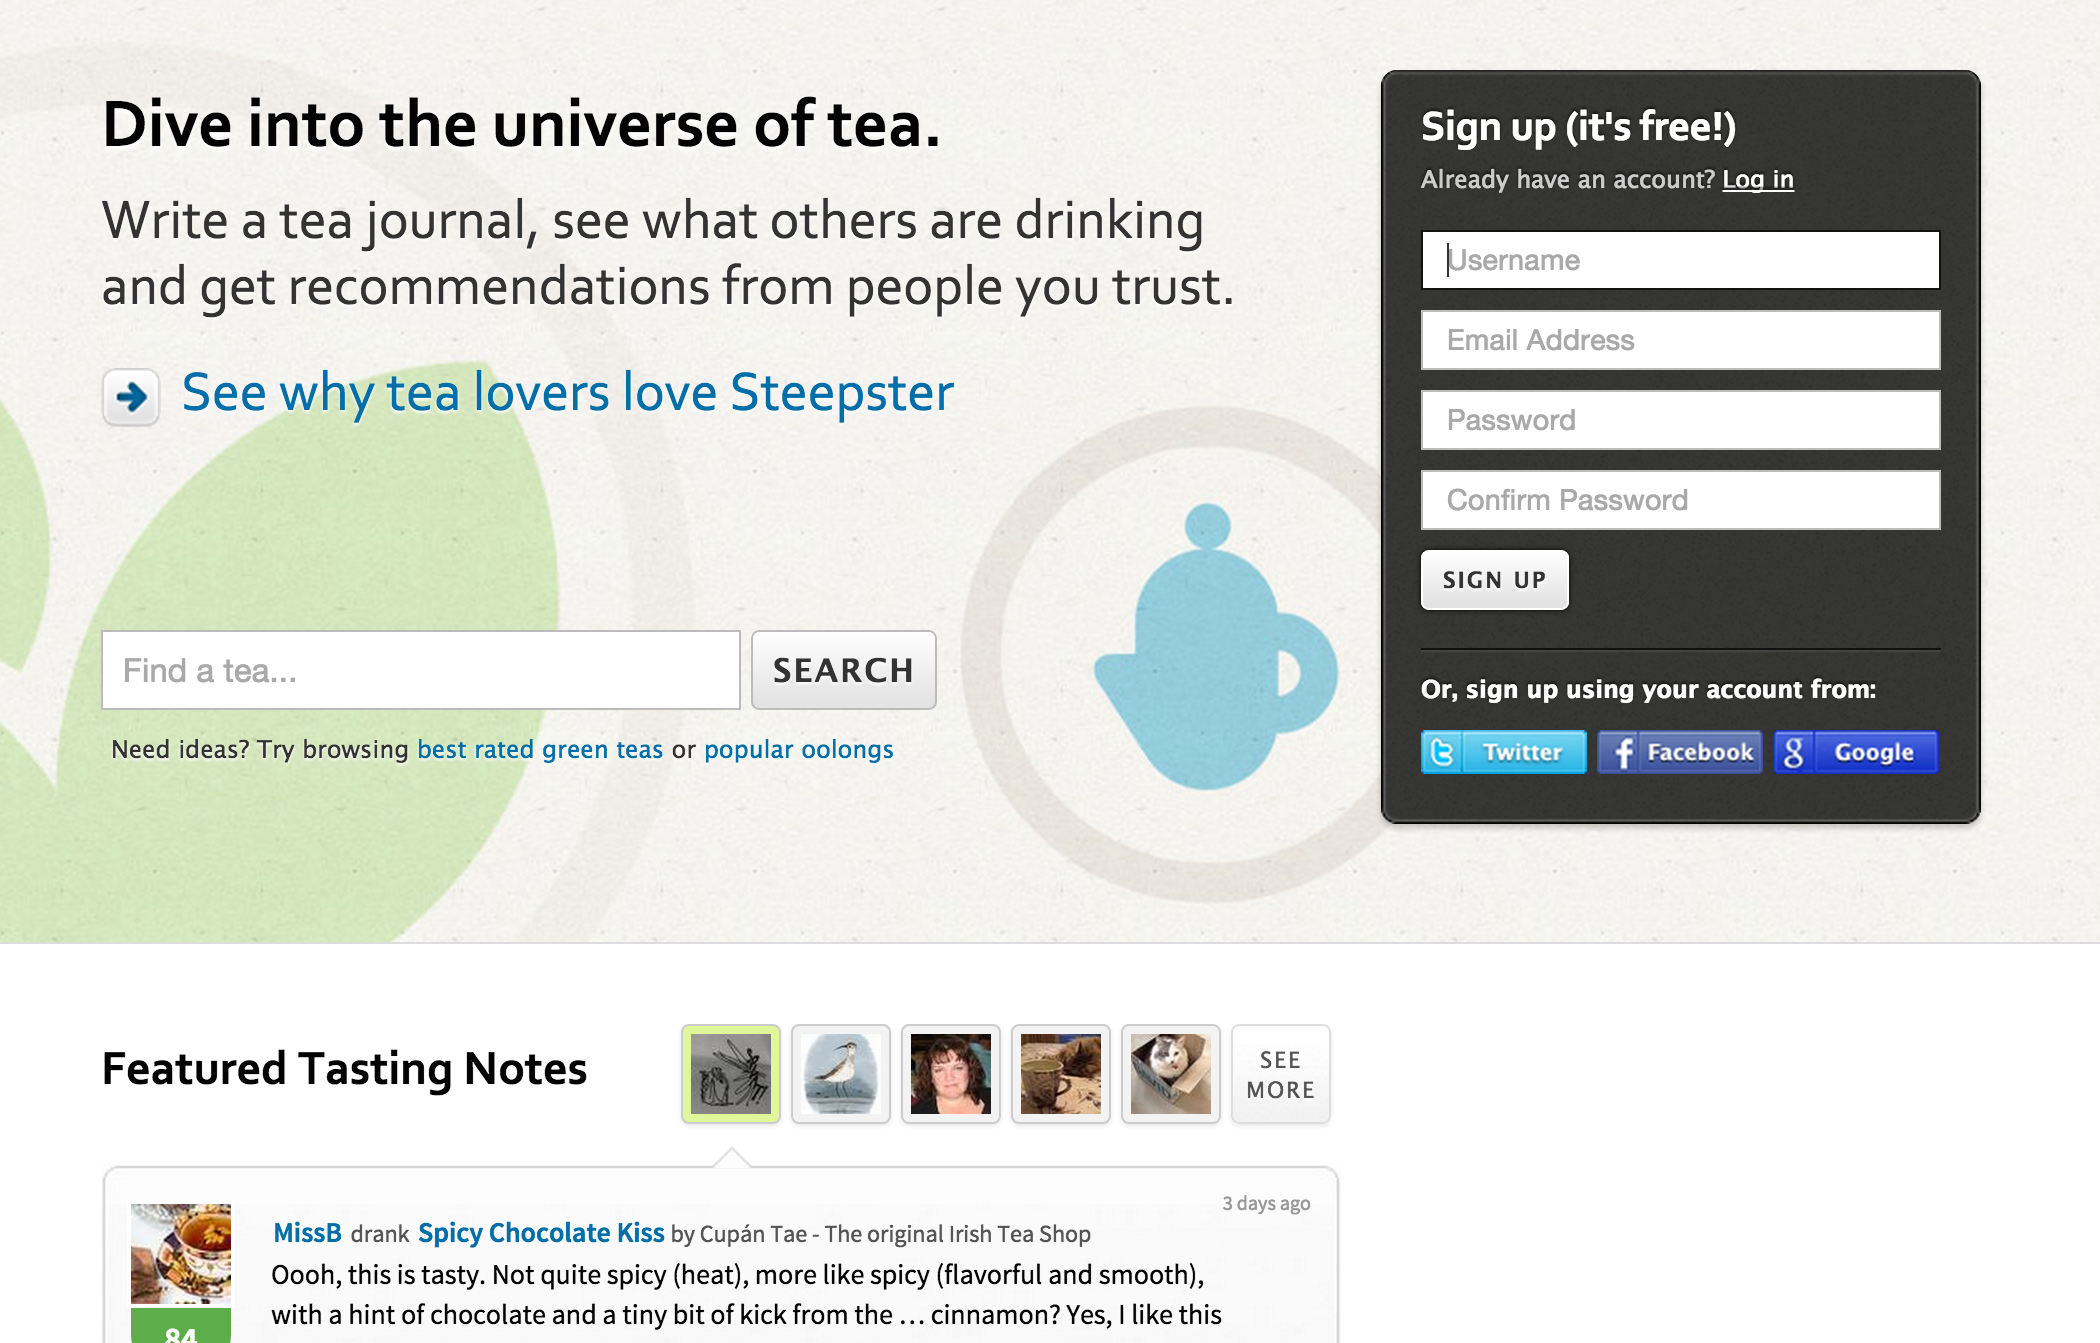 Dive into the universe of tea.
Write a tea journal, see what others are drinking
and get recommendations from people you trust.
See why tea lovers love Steepster
Find a tea...
SEARCH
Need ideas? Try browsing best rated green teas or popular oolongs
Sign up (it's free!)
Already have an account? Log in
Username
Email Address
Password
Confirm Password
SIGN UP
Or, sign up using your account from:
Twitter
Facebook
Google
Featured Tasting Notes
SEE
MORE
3 days ago
MissB drank Spicy Chocolate Kiss by Cupán Tae - The original Irish Tea Shop
Oooh, this is tasty. Not quite spicy (heat), more like spicy (flavorful and smooth),
with a hint of chocolate and a tiny bit of kick from the … cinnamon? Yes, I like this
84